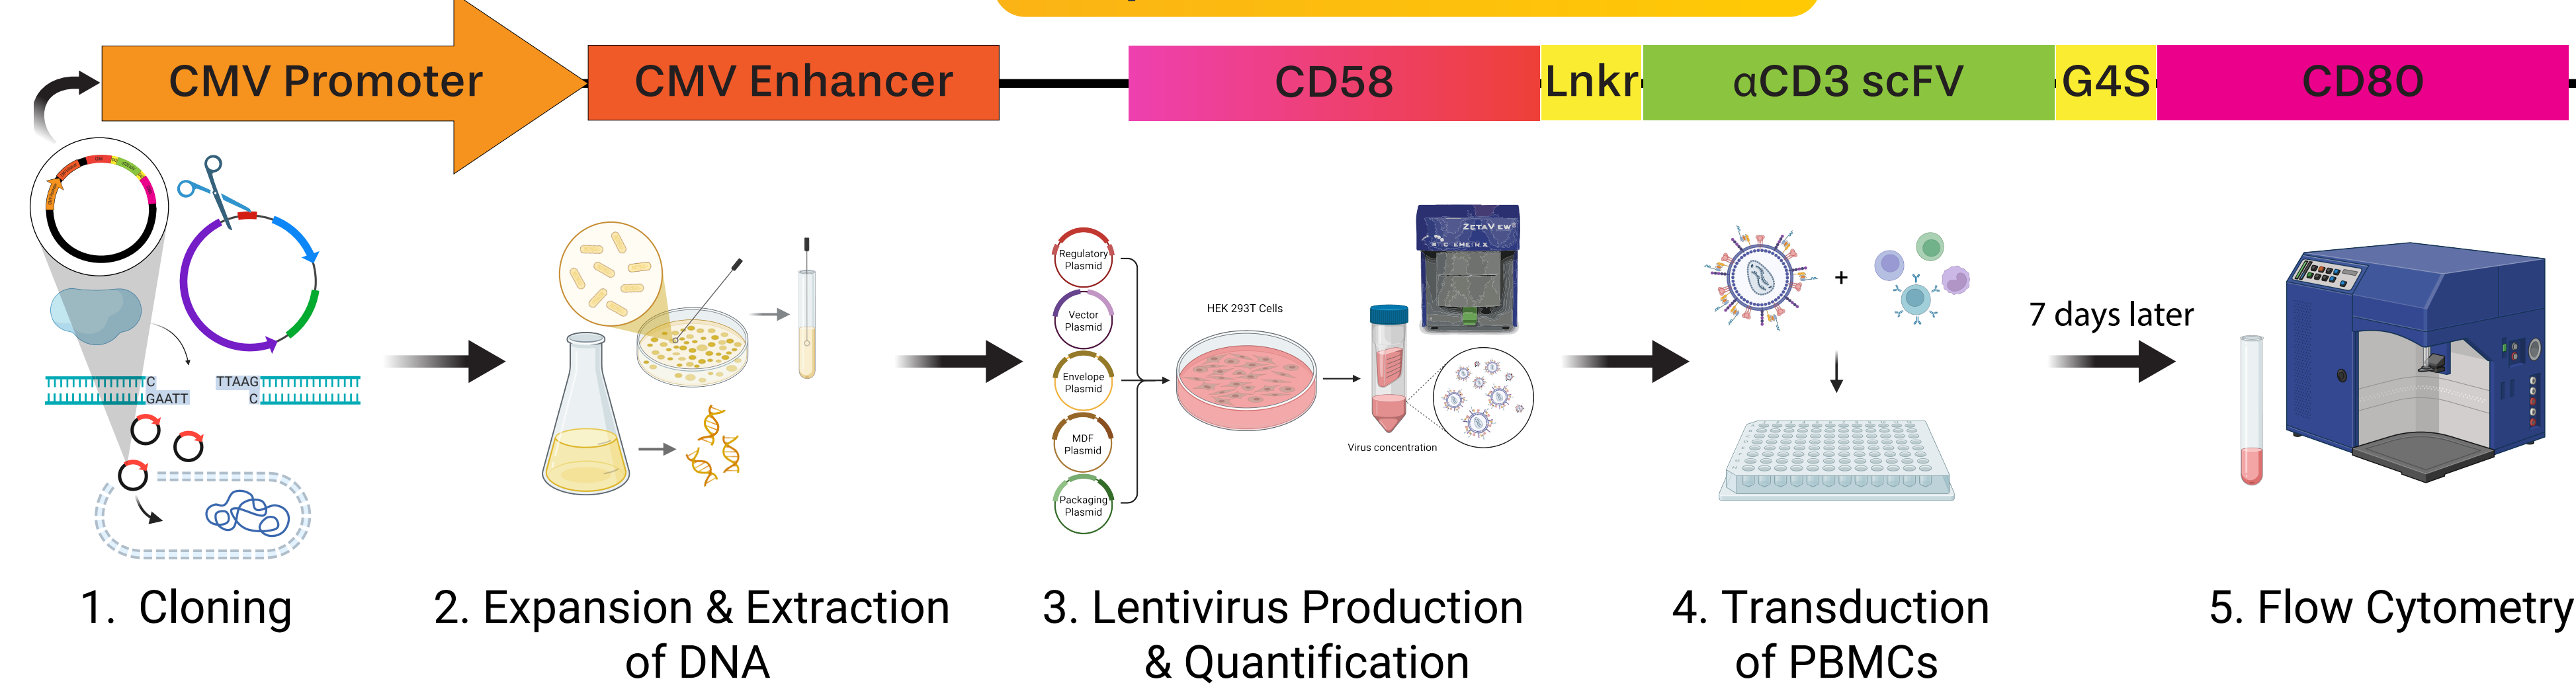 CMV Promoter
CMV Enhancer
CD58
Lnkr
αCD3 scFV
G4S
CD80
C
GAATT
TTAAG
C
Regulatory
Plasmid
Vector
Plasmid
Envelope
Plasmid
MDF
Plasmid
Packaging
Plasmid
HEK 293T Cells
ZETAVIEW
Virus concentration
+
7 days later
1. Cloning
2. Expansion & Extraction
of DNA
3. Lentivirus Production
& Quantification
4. Transduction
of PBMCs
5. Flow Cytometry